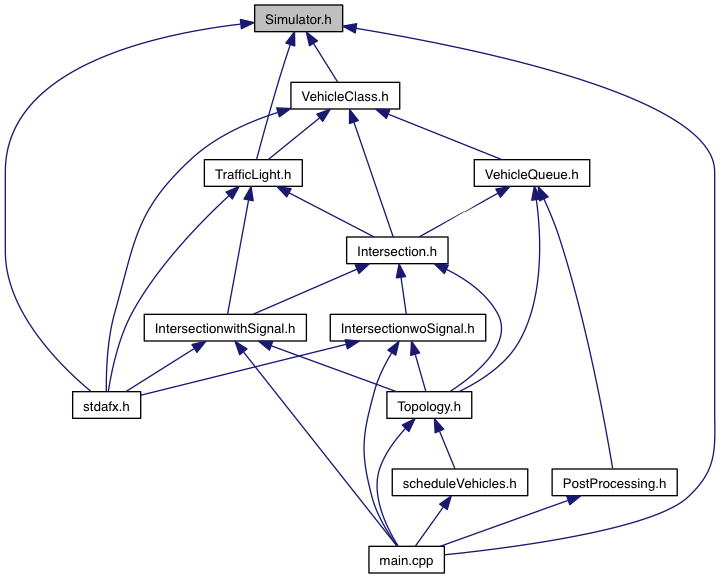 Simulator.h
VehicleClass.h
TrafficLight.h
VehicleQueue.h
Intersection.h
IntersectionwithSignal.h
IntersectionwoSignal.h
stdafx.h
Topology.h
scheduleVehicles.h
PostProcessing.h
main.cpp